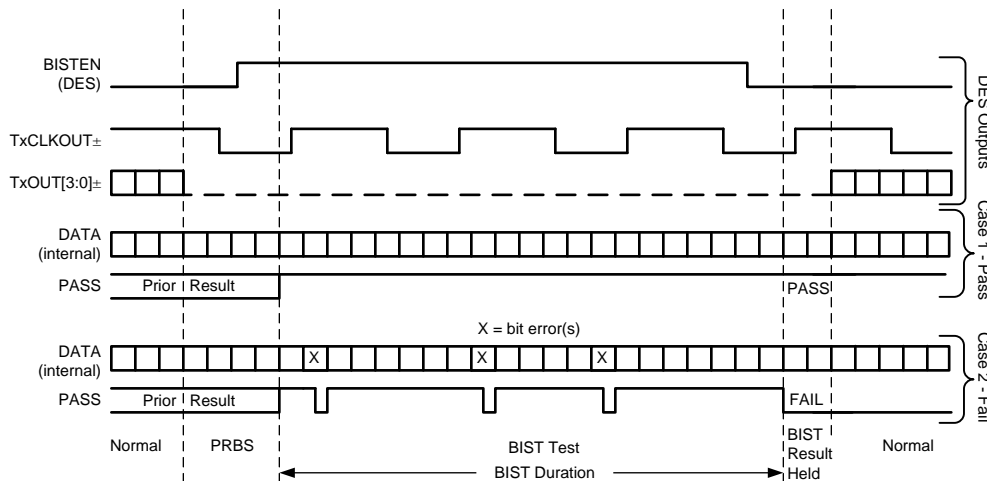 BISTEN
(DES)
TxCLKOUT±
TxOUT[3:0]±
DES Outputs
DATA
(internal)
PASS
Prior Result
PASS
Case 1 - Pass
X = bit error(s)
DATA
(internal)
X
X
X
PASS
Prior Result
FAIL
Case 2 - Fail
Normal
PRBS
BIST Test
BIST Duration
BIST
Result
Held
Normal